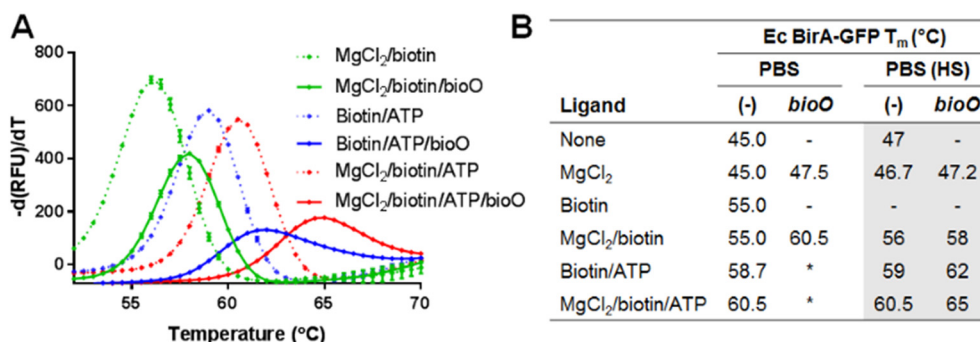 A
-d(RFU)/dT
800
600
400
200
0
55
60
65
70
Temperature (°C)
MgCl₂/biotin
MgCl₂/biotin/bioO
Biotin/ATP
Biotin/ATP/bioO
MgCl₂/biotin/ATP
MgCl₂/biotin/ATP/bioO
B
Ec BirA-GFP Tₘ (°C)
PBS PBS (HS)
Ligand (-) bioO (-) bioO
None 45.0 - 47 -
MgCl₂ 45.0 47.5 46.7 47.2
Biotin 55.0 - - -
MgCl₂/biotin 55.0 60.5 56 58
Biotin/ATP 58.7 * 59 62
MgCl₂/biotin/ATP 60.5 * 60.5 65